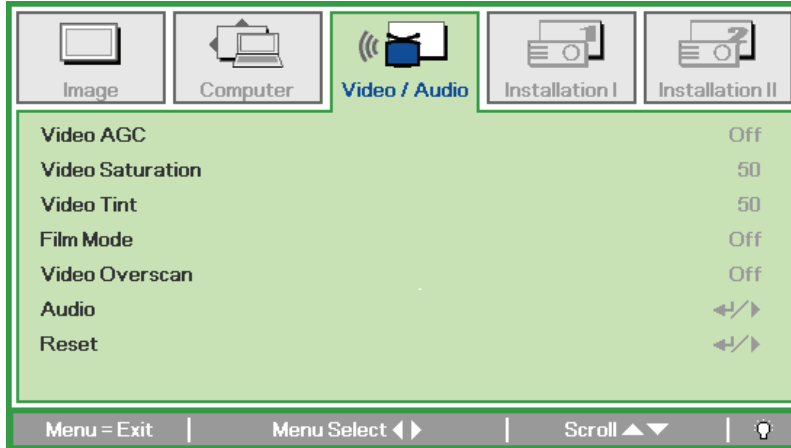 Image Computer Video / Audio Installation I Installation II
Video AGC Off
Video Saturation 50
Video Tint 50
Film Mode Off
Video Overscan Off
Audio
Reset
Menu = Exit Menu Select Scroll